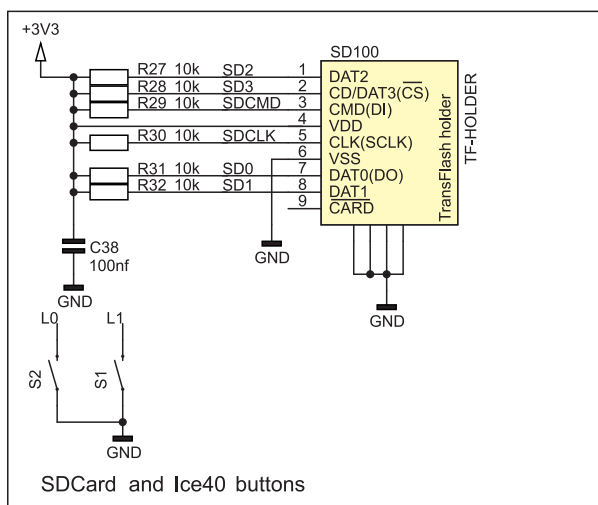 +3V3
SD100
R27 10k SD2 1 DAT2
R28 10k SD3 2 CD/DAT3(CS)
R29 10k SDCMD 3 CMD(DI)
4 VDD
R30 10k SDCLK 5 CLK(SCLK)
6 VSS
R31 10k SD0 7 DAT0(DO)
R32 10k SD1 8 DAT1
9 CARD
TransFlash holder
TF-HOLDER
C38
100nf
GND
GND
GND
L0 L1
S2 S1
GND
SDCard and Ice40 buttons